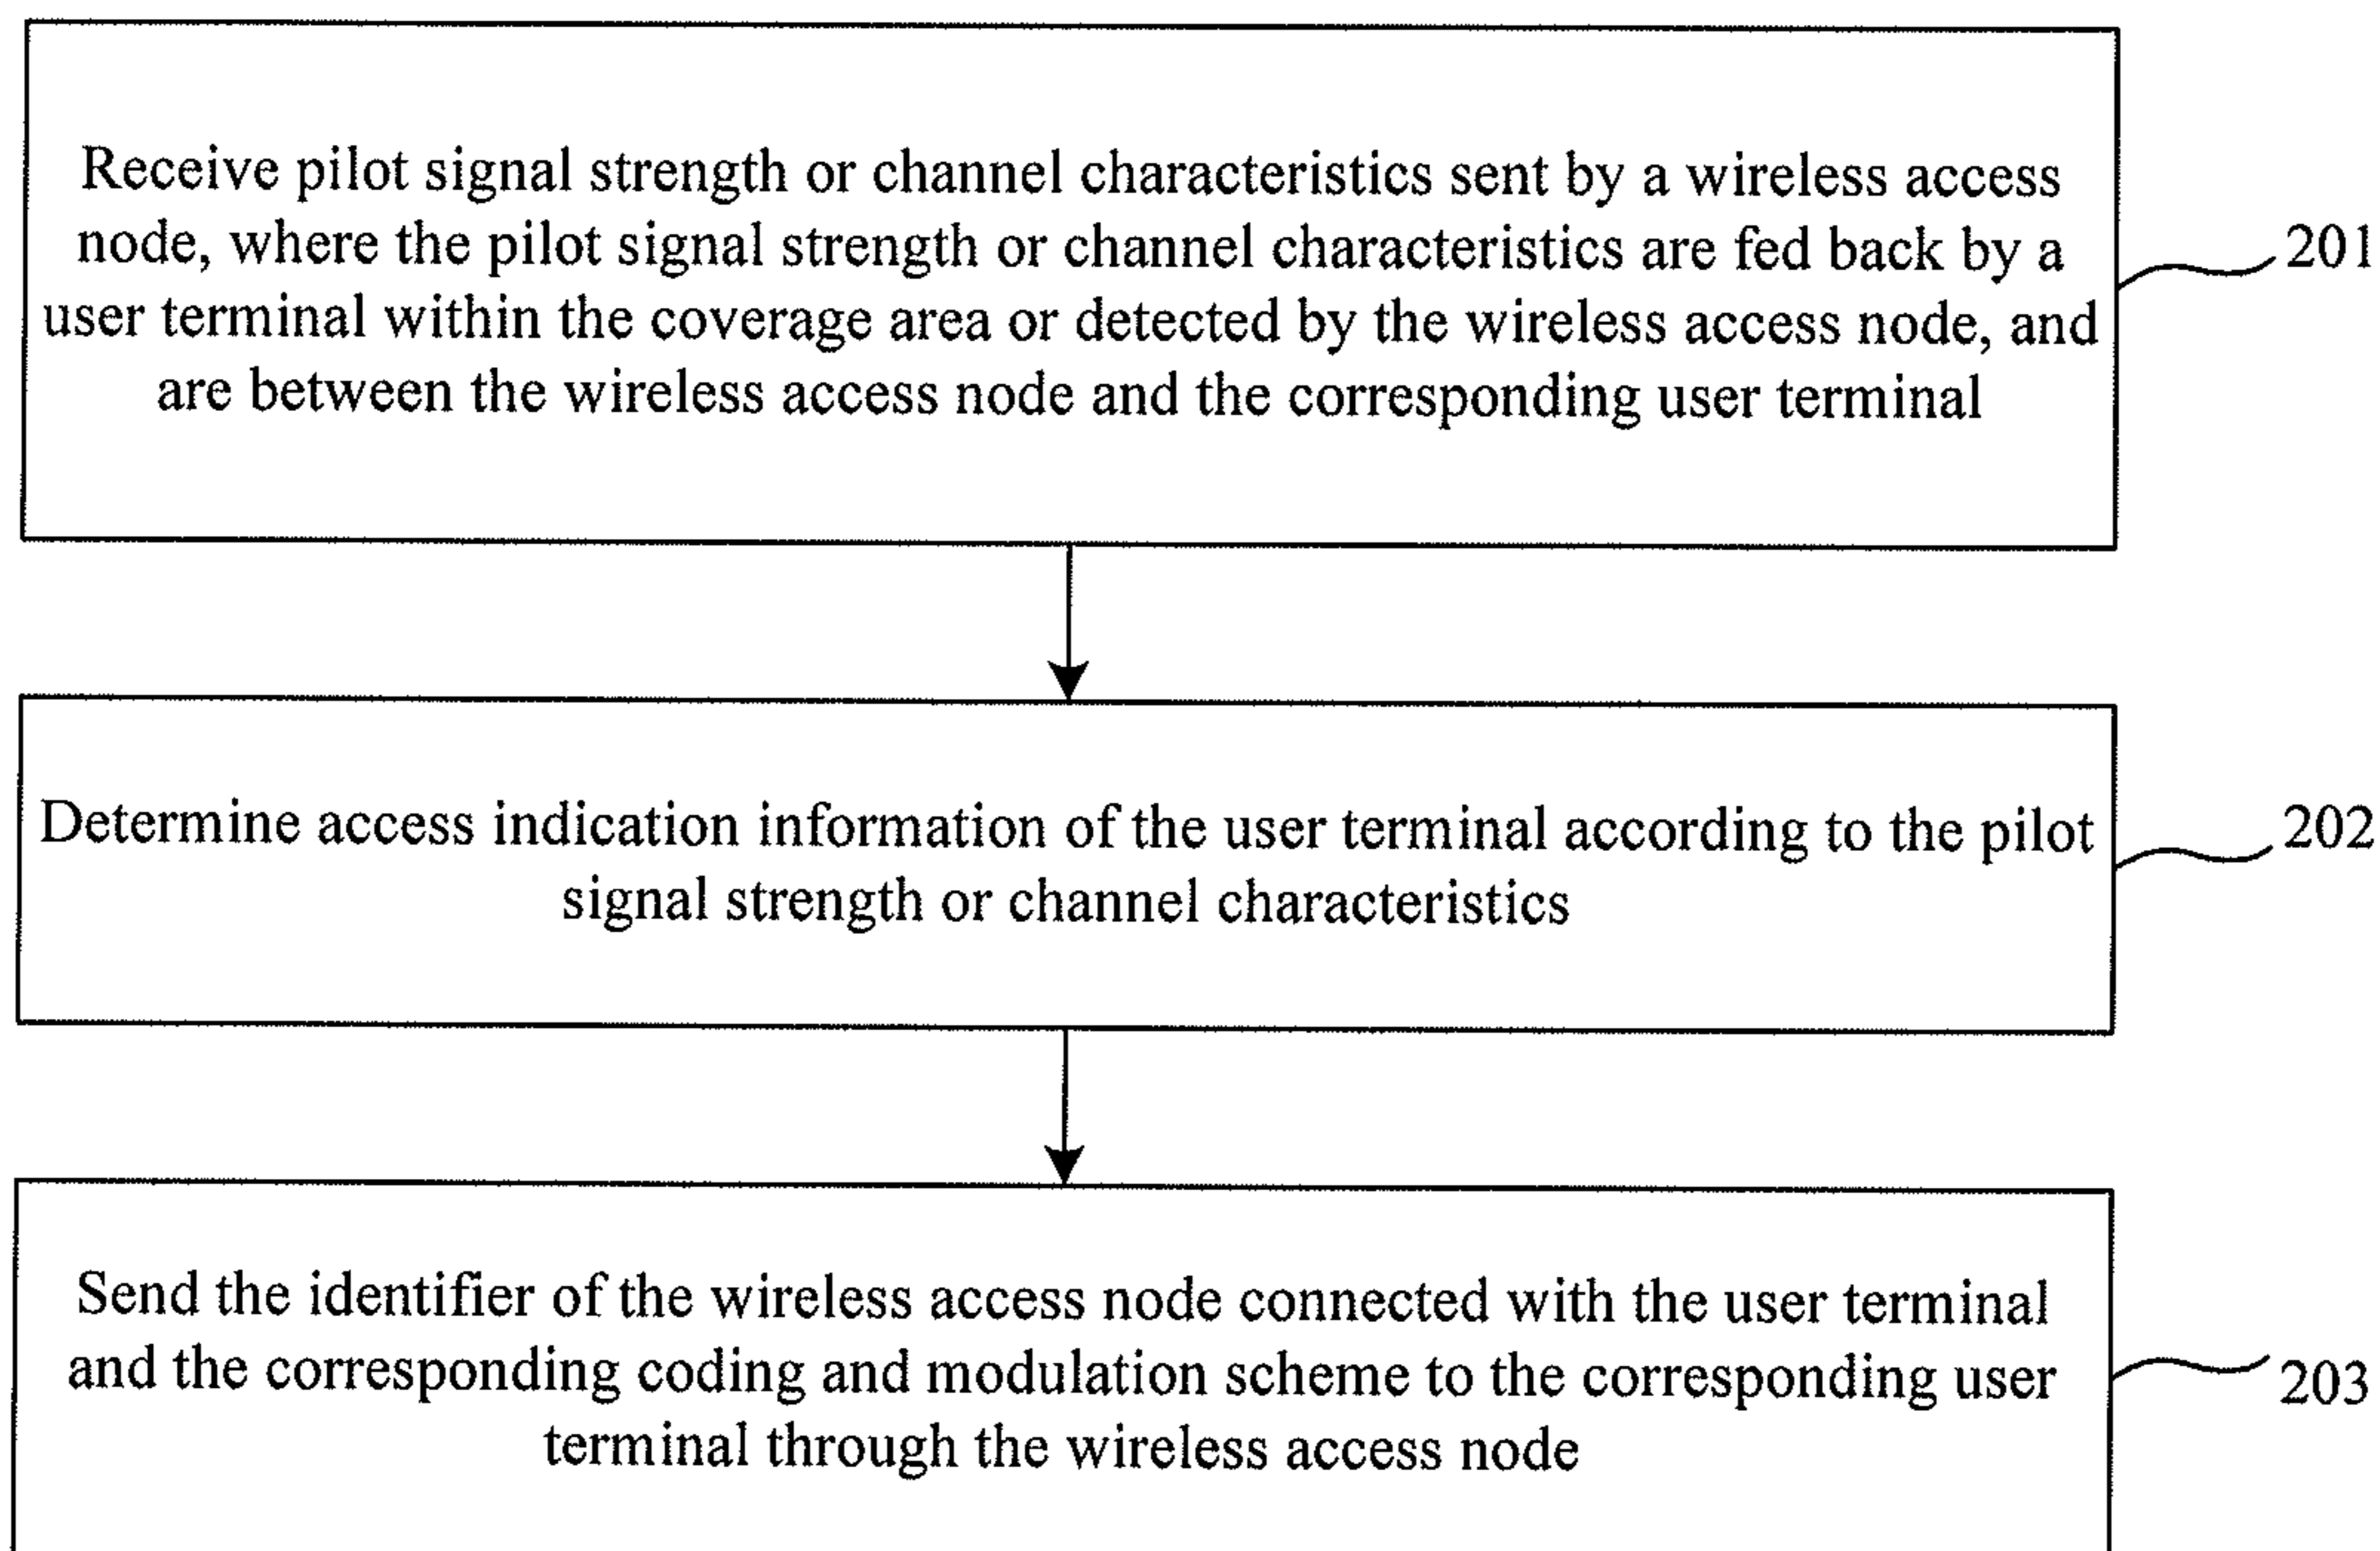 Receive pilot signal strength or channel characteristics sent by a wireless access
node, where the pilot signal strength or channel characteristics are fed back by a
user terminal within the coverage area or detected by the wireless access node, and
are between the wireless access node and the corresponding user terminal
201
Determine access indication information of the user terminal according to the pilot
signal strength or channel characteristics
202
Send the identifier of the wireless access node connected with the user terminal
and the corresponding coding and modulation scheme to the corresponding user
terminal through the wireless access node
203